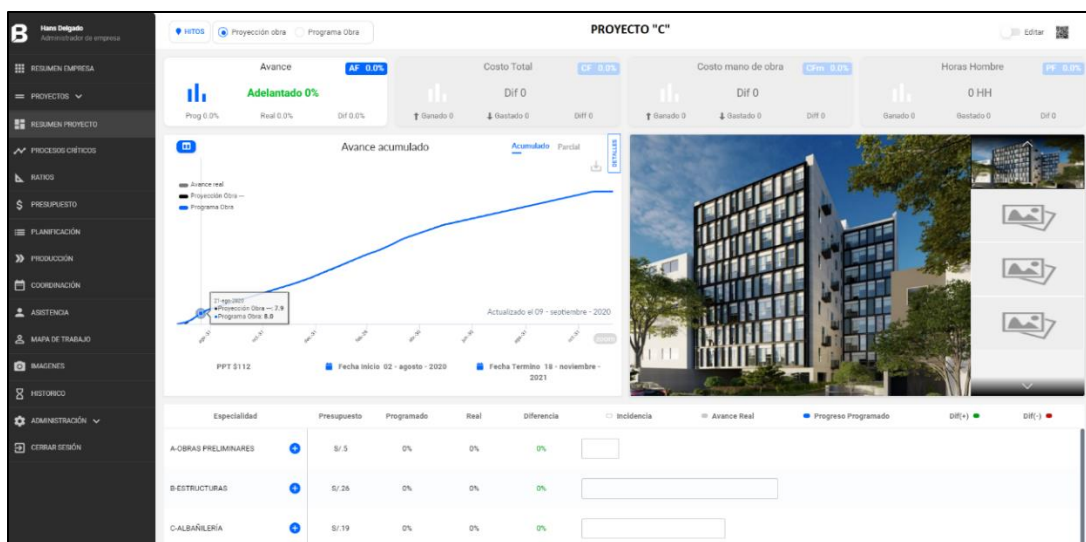 B
Hans Delgado
Administrador de empresa
HITOS
Proyección obra
Programa Obra
PROYECTO "C"
Editar
RESUMEN EMPRESA
PROYECTOS
RESUMEN PROYECTO
PROCESOS CRÍTICOS
RATIOS
PRESUPUESTO
PLANIFICACIÓN
PRODUCCIÓN
COORDINACIÓN
ASISTENCIA
MAPA DE TRABAJO
IMAGENES
HISTORICO
ADMINISTRACIÓN
CERRAR SESIÓN
Avance
AF 0.0%
Adelantado 0%
Prog 0.0% Real 0.0% Dif 0.0%
Costo Total
CF 0.0%
Dif 0
Ganado 0 Gastado 0 Diff 0
Costo mano de obra
CFm 0.0%
Dif 0
Ganado 0 Gastado 0 Diff 0
Horas Hombre
PF 0.0%
0 HH
Ganado 0 Gastado 0 Dif 0
Avance acumulado
Acumulado Parcial
DETALLES
Avance real
Proyección Obra --
Programa Obra
21-ago-2020
Proyección Obra --: 7.9
Programa Obra: 8.0
Actualizado el 09 - septiembre - 2020
PPT $112
Fecha Inicio 02 - agosto - 2020
Fecha Termino 18 - noviembre -
2021
Especialidad Presupuesto Programado Real Diferencia Incidencia Avance Real Progreso Programado Dif(+) Dif(-)
A-OBRAS PRELIMINARES S/.5 0% 0% 0%
B-ESTRUCTURAS S/.26 0% 0% 0%
C-ALBAÑILERÍA S/.19 0% 0% 0%